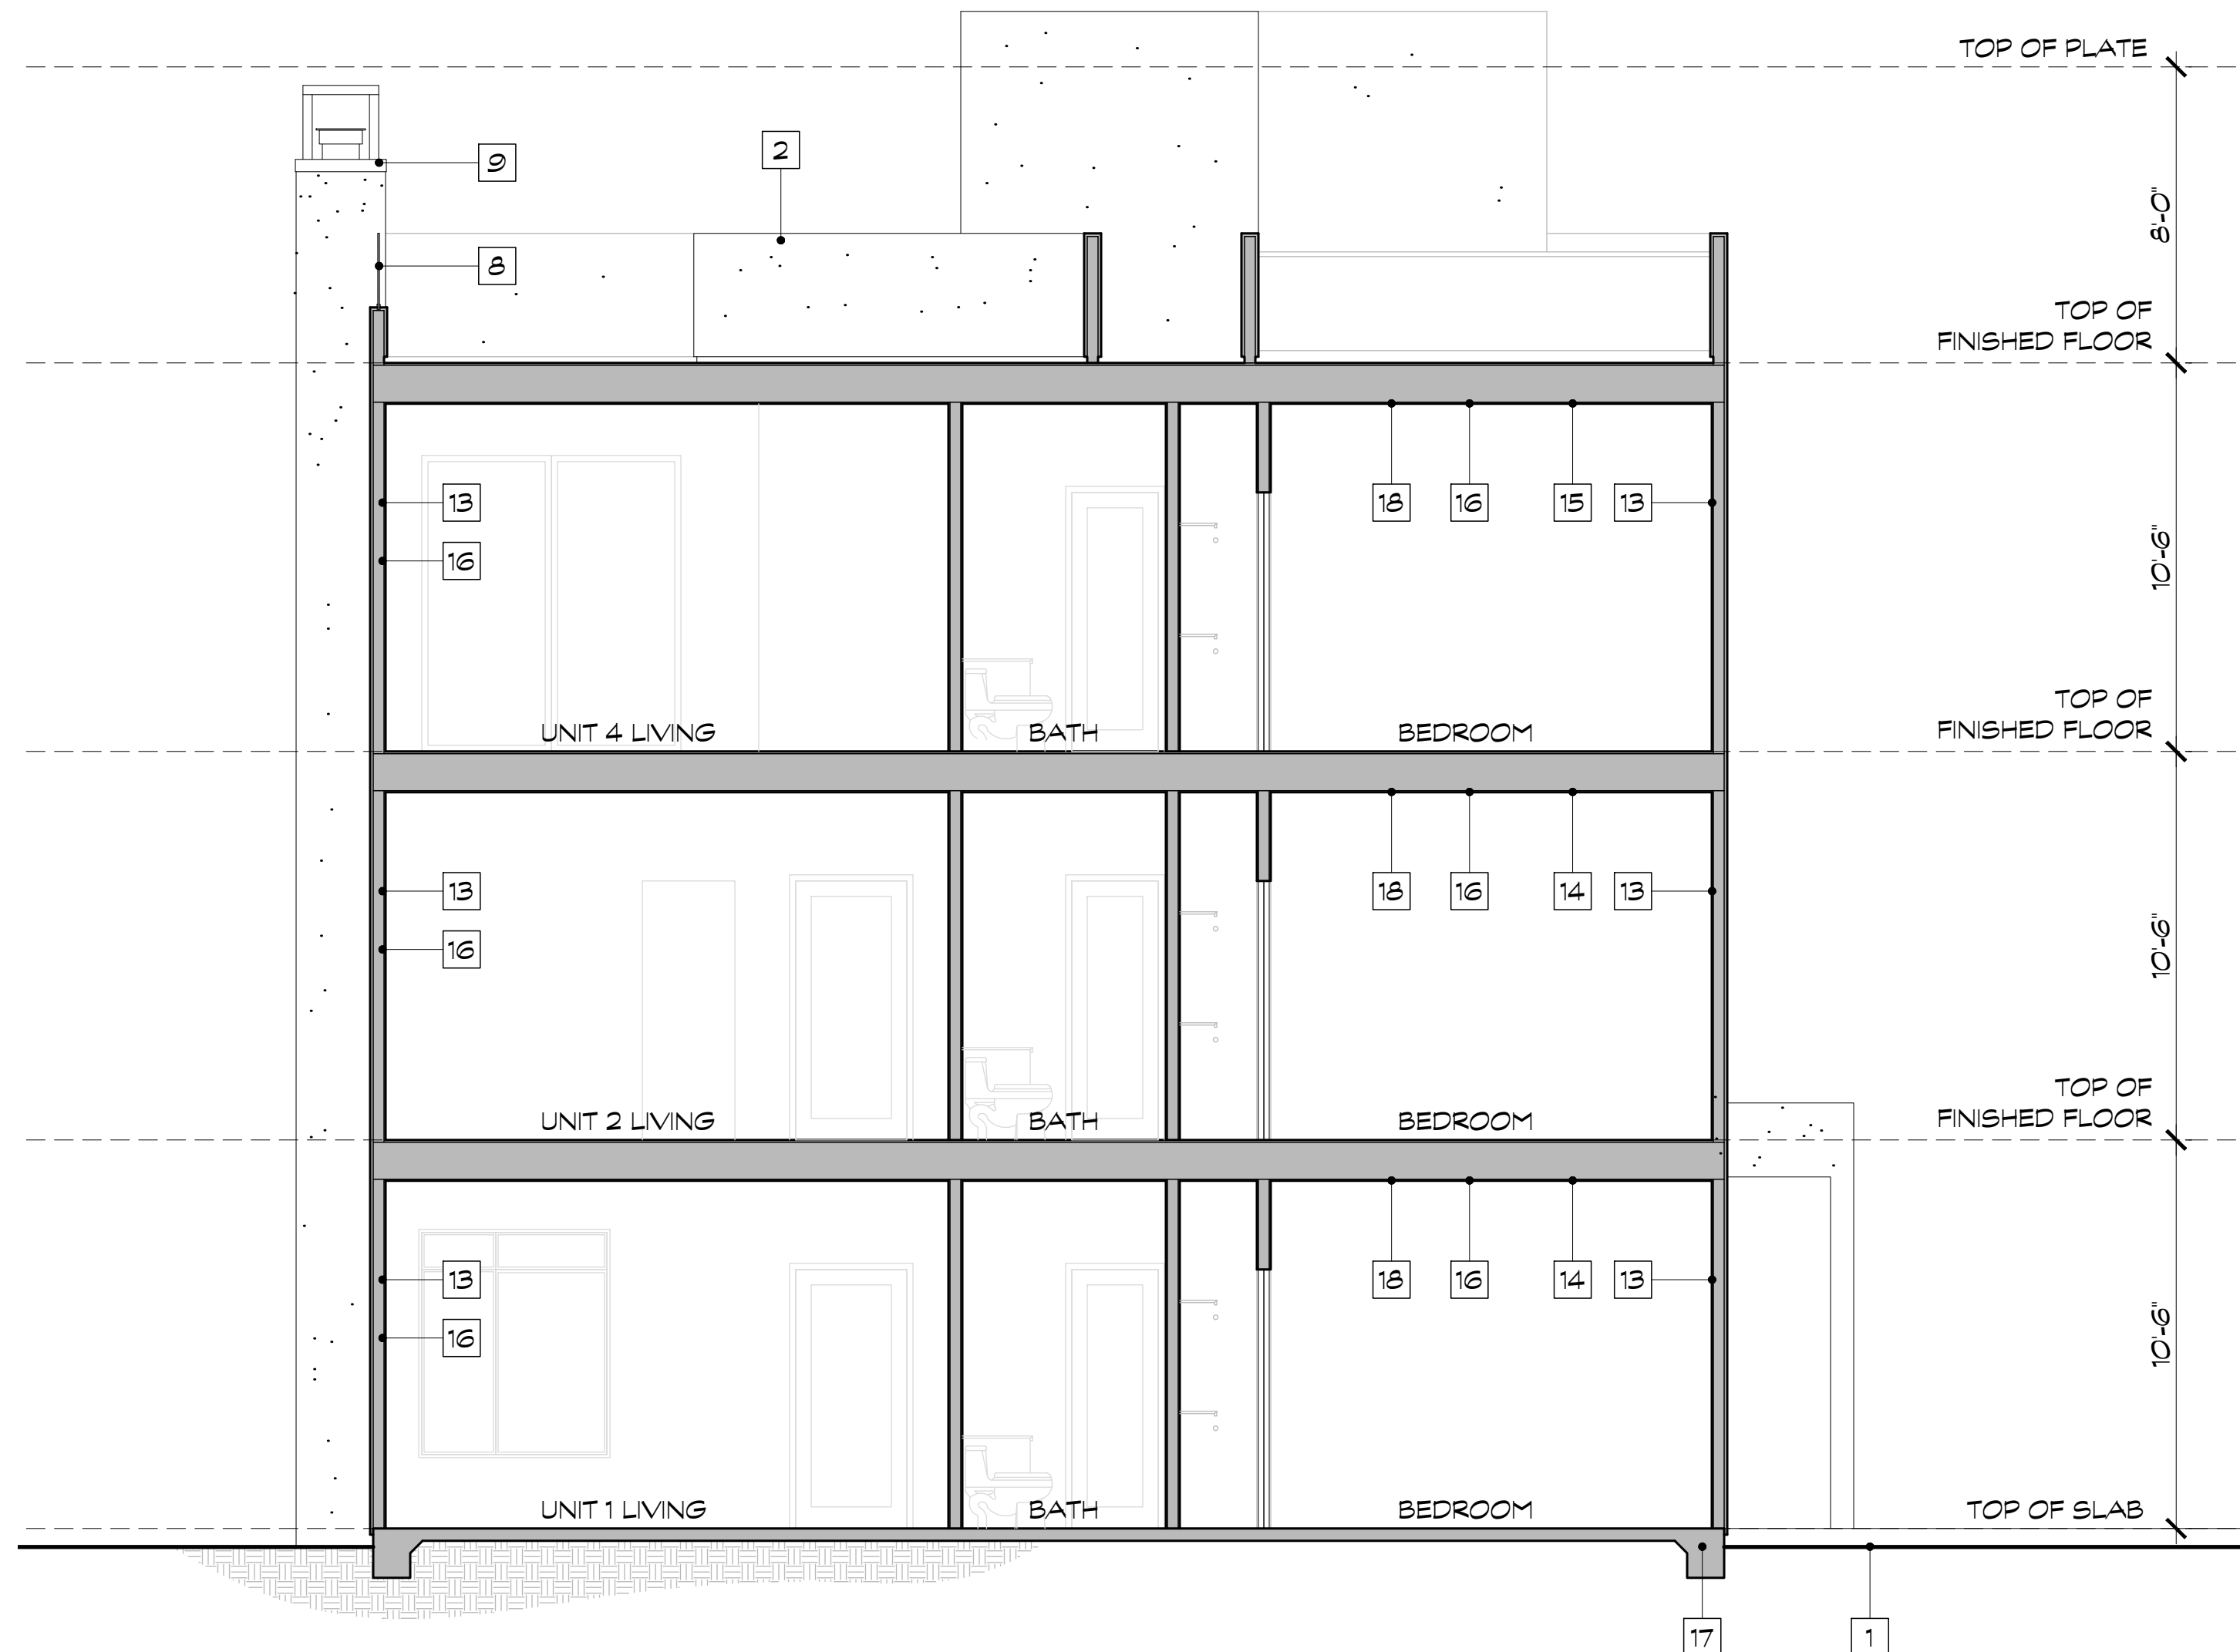 TOP OF PLATE
9
2
8
8'-0"
TOP OF
FINISHED FLOOR
13
18
16
15
13
16
10'-6"
UNIT 4 LIVING
BATH
BEDROOM
TOP OF
FINISHED FLOOR
13
18
16
14
13
16
10'-6"
UNIT 2 LIVING
BATH
BEDROOM
TOP OF
FINISHED FLOOR
13
18
16
14
13
16
10'-6"
UNIT 1 LIVING
BATH
BEDROOM
TOP OF SLAB
17
1